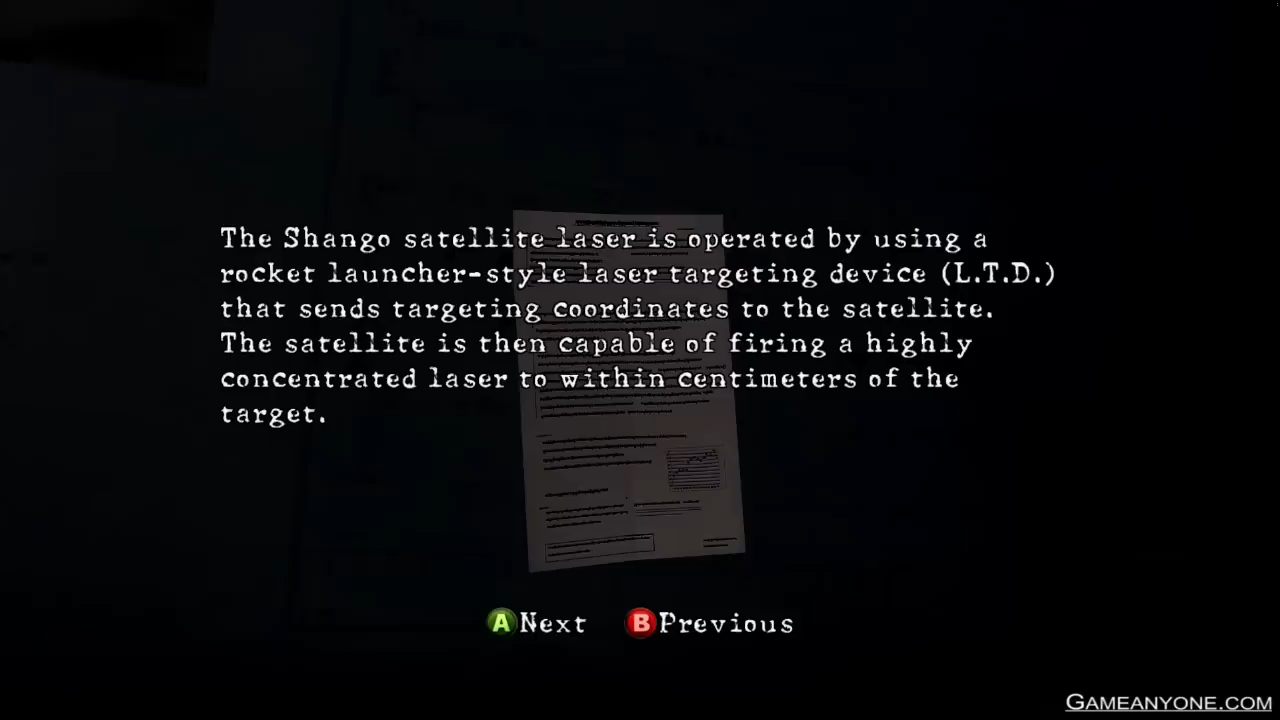 The Shango satellite laser is operated by using a
rocket launcher-style laser targeting device (L.T.D.)
that sends targeting coordinates to the satellite.
The satellite is then capable of firing a highly
concentrated laser to within centimeters of the
target.
A Next B Previous
GAMEANYONE.COM